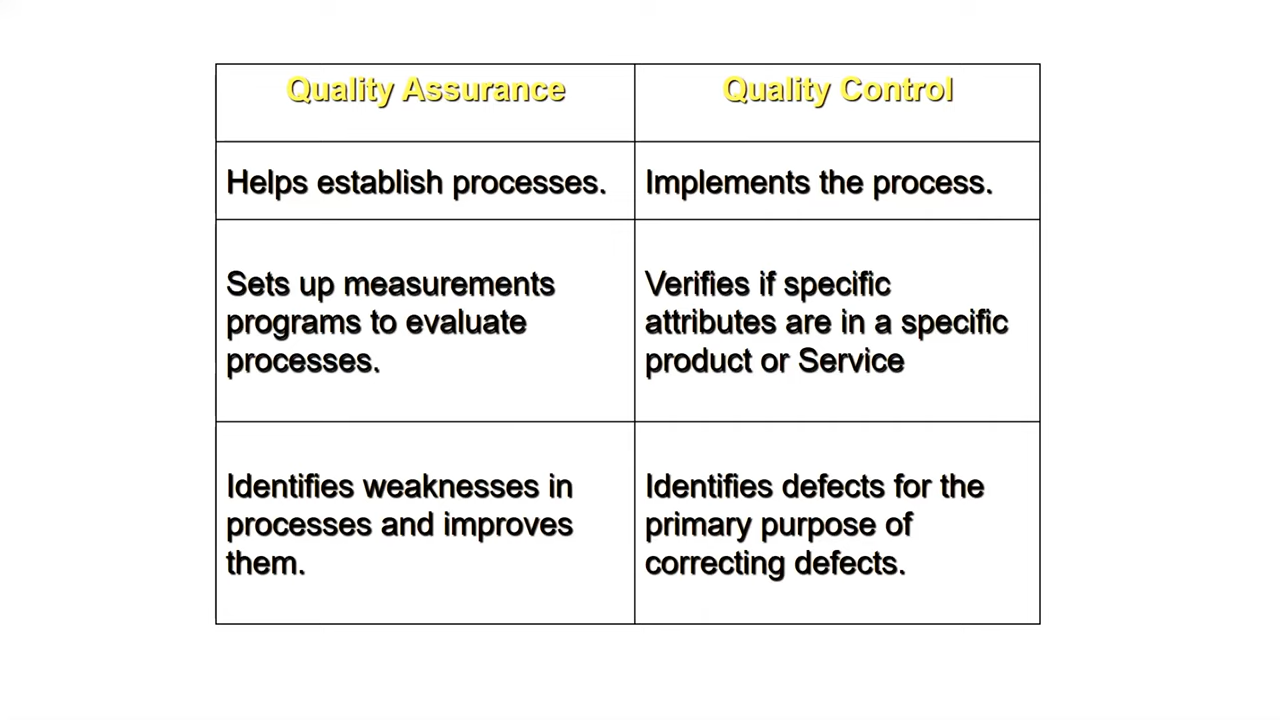 Quality Assurance
Quality Control
Helps establish processes.
Implements the process.
Sets up measurements
programs to evaluate
processes.
Verifies if specific
attributes are in a specific
product or Service
Identifies weaknesses in
processes and improves
them.
Identifies defects for the
primary purpose of
correcting defects.